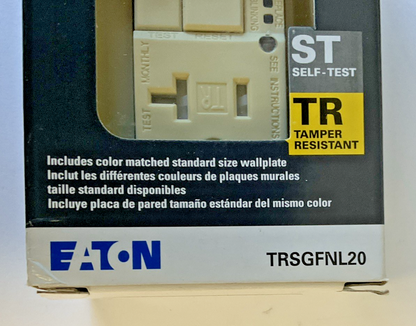 TEST RESET
TEST MONTHLY
SEE INSTRUCTIONS
TR
ST
SELF-TEST
TR
TAMPER
RESISTANT
Includes color matched standard size wallplate
Inclut les différentes couleurs de plaques murales
taille standard disponibles
Incluye placa de pared tamaño estándar del mismo color
EATON
TRSGFNL20